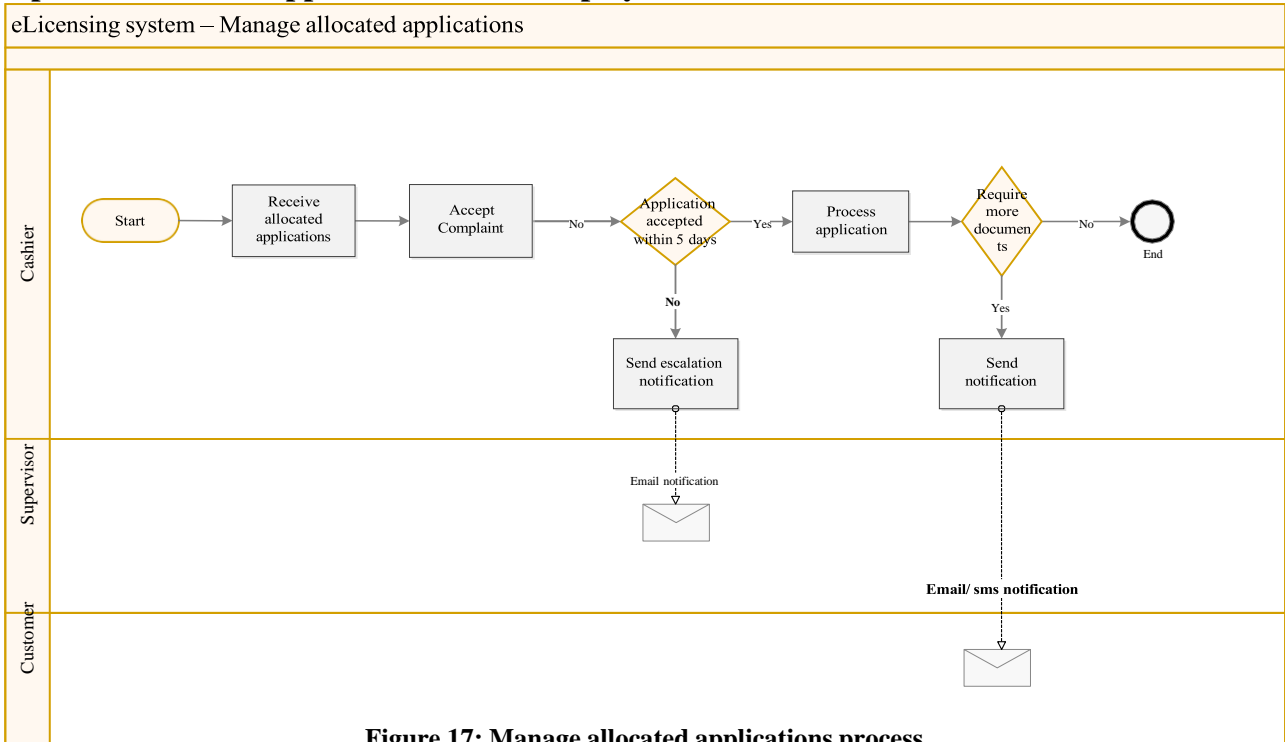 eLicensing system – Manage allocated applications
Cashier
Start
Receive
allocated
applications
Accept
Complaint
No
Application
accepted
within 5 days
Yes
Process
application
Require
more
documen
ts
No
End
No
Yes
Send escalation
notification
Send
notification
Supervisor
Email notification
Email/ sms notification
Customer
Figure 17: Manage allocated applications process